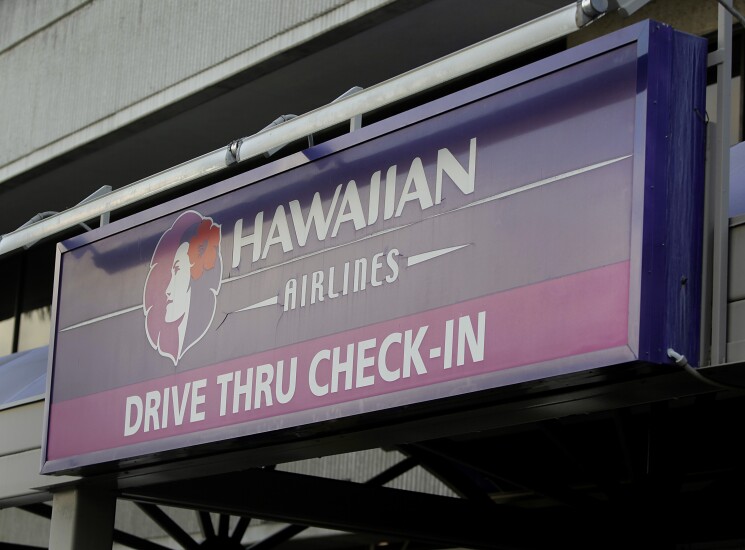 HAWAIIAN
AIRLINES
DRIVE THRU CHECK-IN